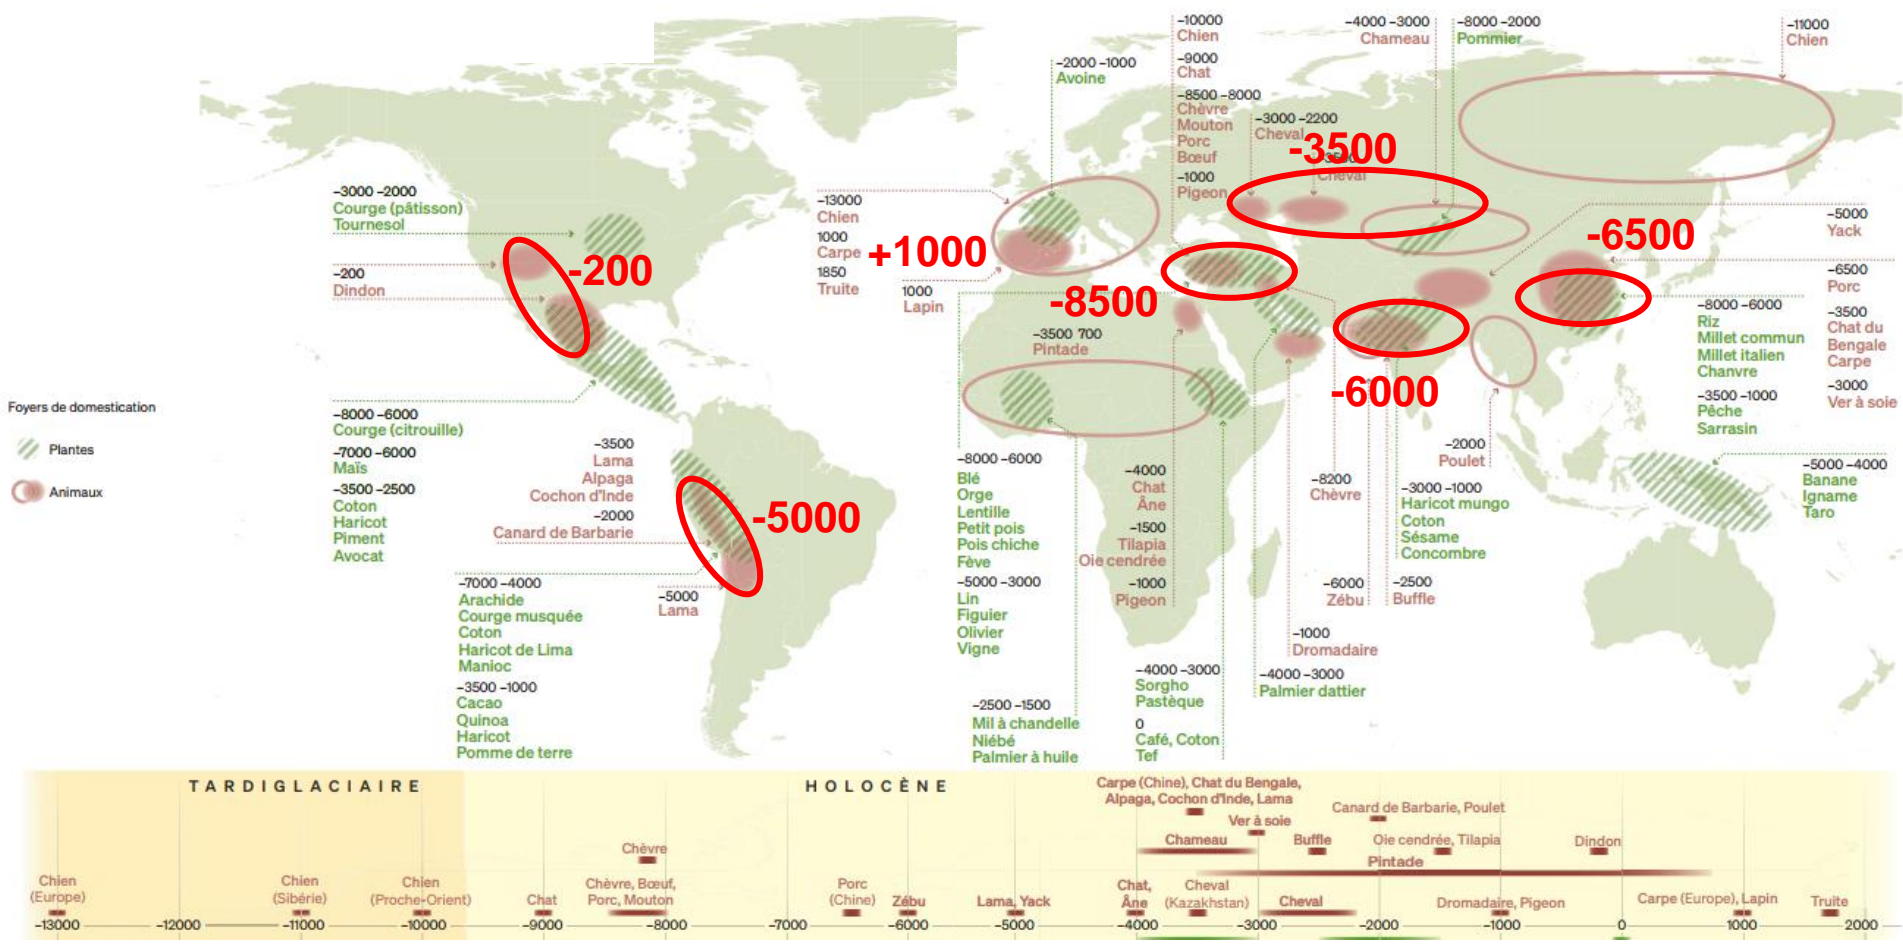 -2000 -1000
Avoine
-10000
Chien
-9000
Chat
-8500 -8000
Chèvre
Mouton
Porc
Bœuf
-1000
Pigeon
-3000 -2200
Cheval
-3500
Cheval
-4000 -3000
Chameau
-8000 -2000
Pommier
-11000
Chien
-3500
-3000 -2000
Courge (pâtisson)
Tournesol
-200
Dindon
-200
-13000
Chien
1000
Carpe
1850
Truite
+1000
1000
Lapin
-8500
-6500
-5000
Yack
-6500
Porc
-3500
Chat du
Bengale
Carpe
-3000
Ver à soie
-8000 -6000
Riz
Millet commun
Millet italien
Chanvre
-3500 -1000
Pêche
Sarrasin
-3500 700
Pintade
-6000
Foyers de domestication
Plantes
Animaux
-8000 -6000
Courge (citrouille)
-7000 -6000
Maïs
-3500 -2500
Coton
Haricot
Piment
Avocat
-3500
Lama
Alpaga
Cochon d'Inde
-2000
Canard de Barbarie
-5000
-7000 -4000
Arachide
Courge musquée
Coton
Haricot de Lima
Manioc
-3500 -1000
Cacao
Quinoa
Haricot
Pomme de terre
-5000
Lama
-8000 -6000
Blé
Orge
Lentille
Petit pois
Pois chiche
Fève
-5000 -3000
Lin
Figuier
Olivier
Vigne
-2500 -1500
Mil à chandelle
Niébé
Palmier à huile
-4000
Chat
Âne
-1500
Tilapia
Oie cendrée
-1000
Pigeon
-4000 -3000
Sorgho
Pastèque
0
Café, Coton
Tef
-8200
Chèvre
-6000
Zébu
-2500
Buffle
-1000
Dromadaire
-4000 -3000
Palmier dattier
-2000
Poulet
-3000 -1000
Haricot mungo
Coton
Sésame
Concombre
-5000 -4000
Banane
Igname
Taro
TARDIGLACIAIRE
HOLOCÈNE
Carpe (Chine), Chat du Bengale,
Alpaga, Cochon d'Inde, Lama
Canard de Barbarie, Poulet
Ver à soie
Chameau
Buffle
Oie cendrée, Tilapia
Dindon
Chèvre
Pintade
Chien
(Europe)
Chien
(Sibérie)
Chien
(Proche-Orient)
Chat
Chèvre, Bœuf,
Porc, Mouton
Porc
(Chine)
Zébu
Lama, Yack
Chat,
Âne
Cheval
(Kazakhstan)
Cheval
Dromadaire, Pigeon
Carpe (Europe), Lapin
Truite
-13000 -12000 -11000 -10000 -9000 -8000 -7000 -6000 -5000 -4000 -3000 -2000 -1000 0 1000 2000